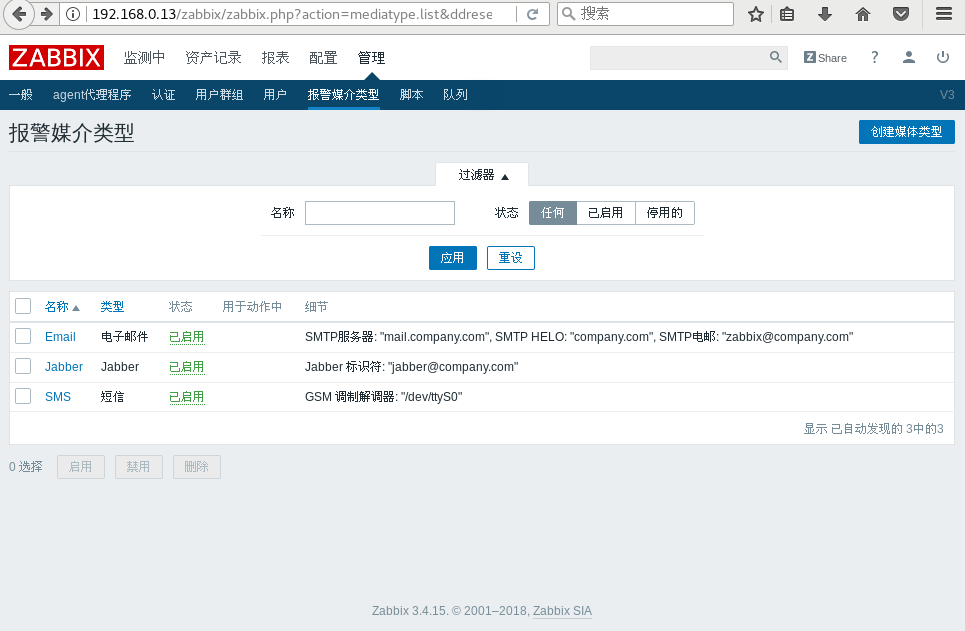 192.168.0.13/zabbix/zabbix.php?action=mediatype.list&ddrese 搜索
ZABBIX 监测中 资产记录 报表 配置 管理 Z Share ?
一般 agent代理程序 认证 用户群组 用户 报警媒介类型 脚本 队列 V3
报警媒介类型 创建媒体类型
过滤器 ▲
名称 状态 任何 已启用 停用的
应用 重设
名称 类型 状态 用于动作中 细节
Email 电子邮件 已启用 SMTP服务器: "mail.company.com", SMTP HELO: "company.com", SMTP电邮: "zabbix@company.com"
Jabber Jabber 已启用 Jabber 标识符: "jabber@company.com"
SMS 短信 已启用 GSM 调制解调器: "/dev/ttyS0"
显示 已自动发现的 3中的3
0 选择 启用 禁用 删除
Zabbix 3.4.15. © 2001–2018, Zabbix SIA